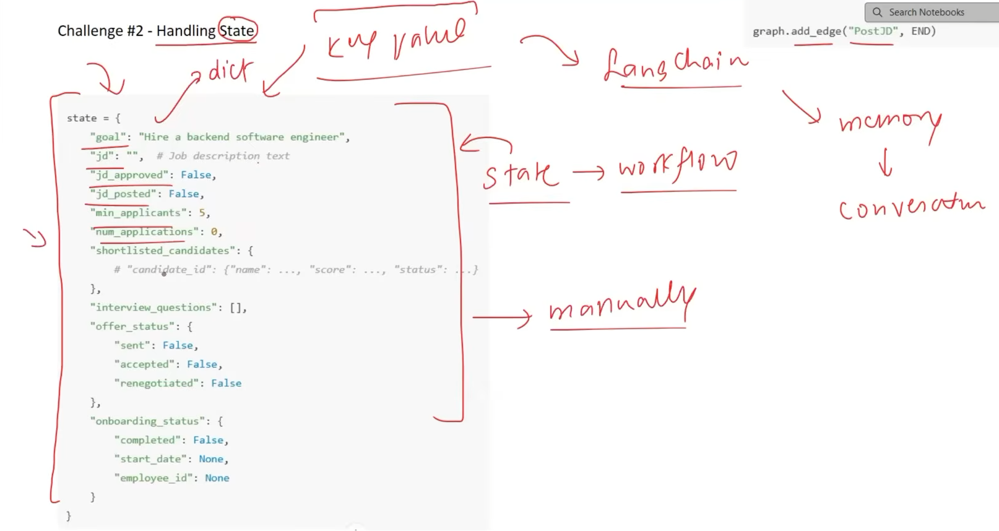 Search Notebooks
graph.add_edge("PostJD", END)
Challenge #2 - Handling State
key value
dict
LangChain
memory
state = {
"goal": "Hire a backend software engineer",
"jd": "", # Job description text
"jd_approved": False,
"jd_posted": False,
"min_applicants": 5,
"num_applications": 0,
"shortlisted_candidates": {
# "candidate_id": {"name": ..., "score": ..., "status": ...}
},
"interview_questions": [],
"offer_status": {
"sent": False,
"accepted": False,
"renegotiated": False
},
"onboarding_status": {
"completed": False,
"start_date": None,
"employee_id": None
}
}
state → workflow
manually